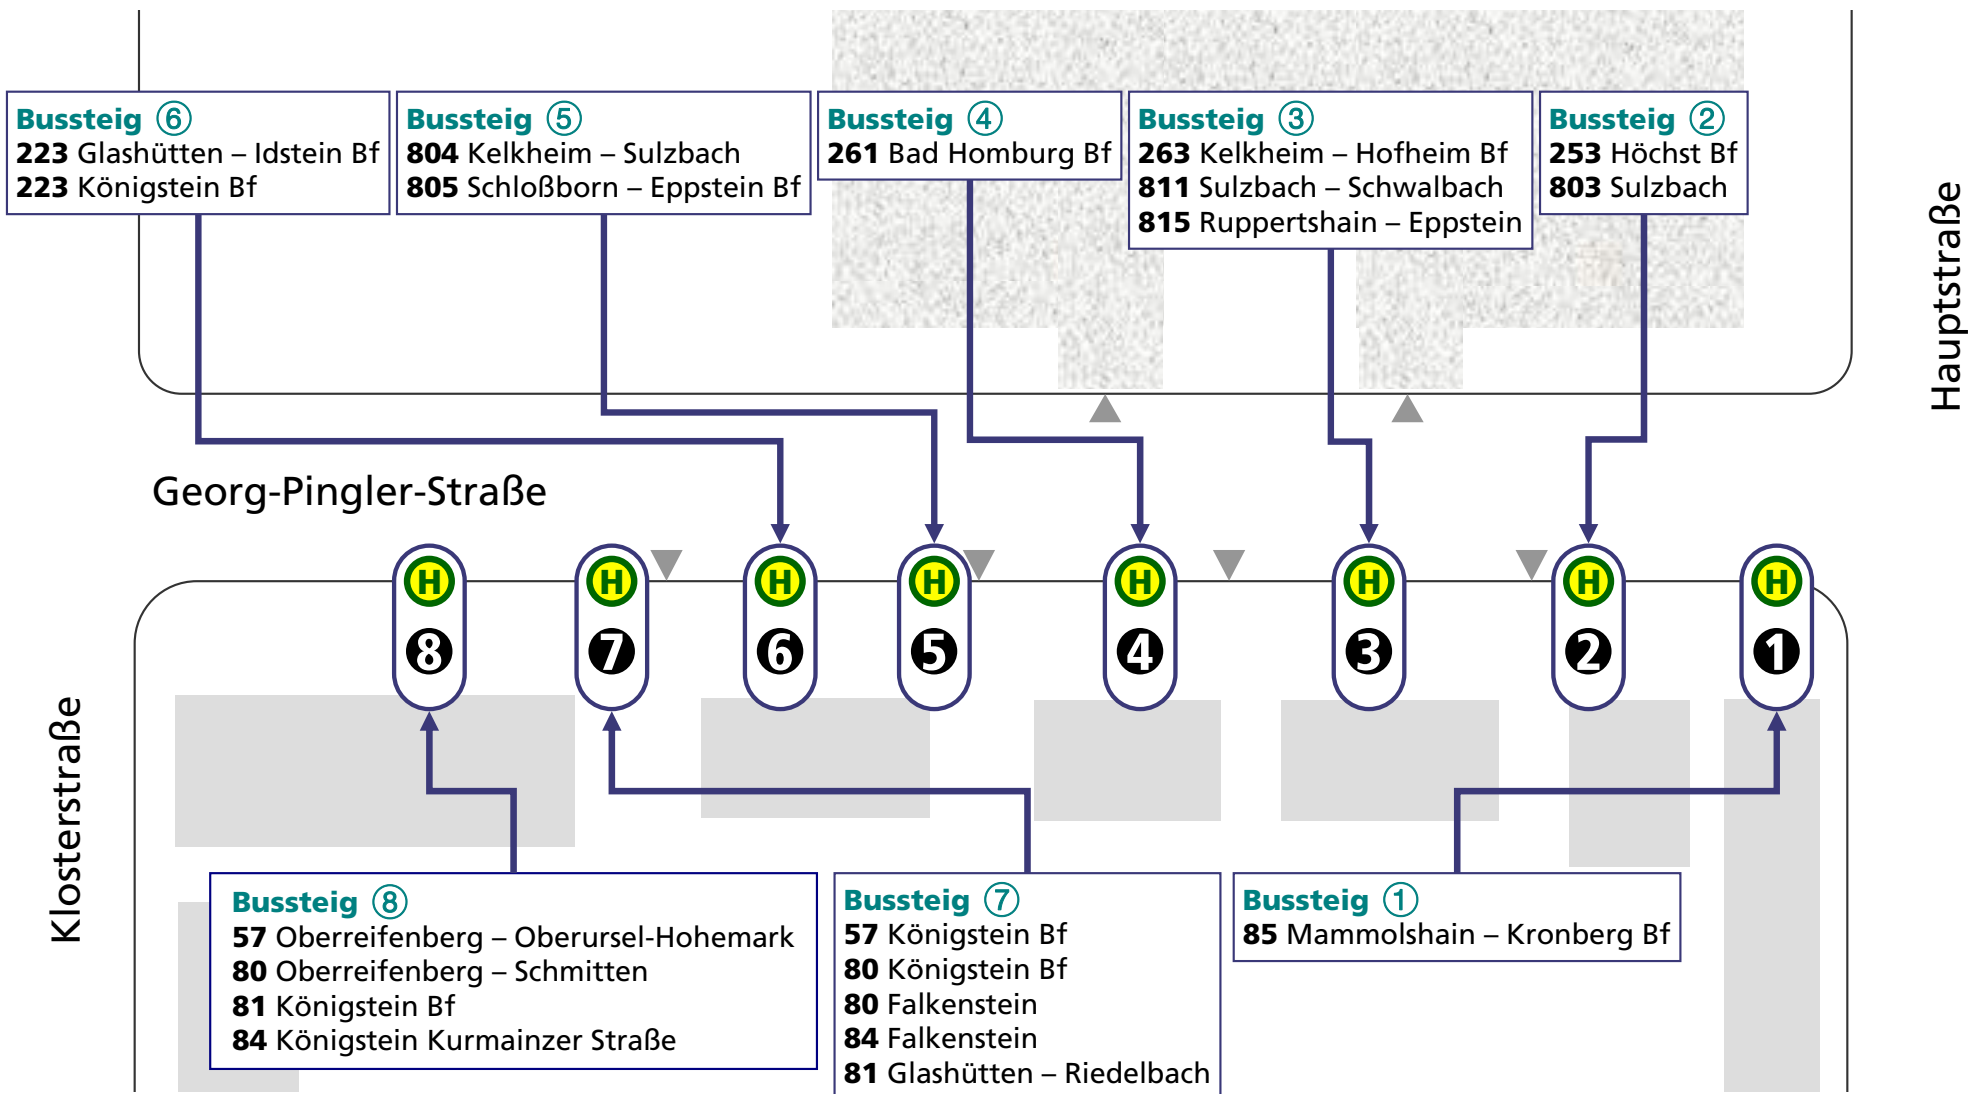 Bussteig ⑥
223 Glashütten – Idstein Bf
223 Königstein Bf
Bussteig ⑤
804 Kelkheim – Sulzbach
805 Schloßborn – Eppstein Bf
Bussteig ④
261 Bad Homburg Bf
Bussteig ③
263 Kelkheim – Hofheim Bf
811 Sulzbach – Schwalbach
815 Ruppertshain – Eppstein
Bussteig ②
253 Höchst Bf
803 Sulzbach
Hauptstraße
Georg-Pingler-Straße
H H H H H H H H
8 7 6 5 4 3 2 1
Klosterstraße
Bussteig ⑧
57 Oberreifenberg – Oberursel-Hohemark
80 Oberreifenberg – Schmitten
81 Königstein Bf
84 Königstein Kurmainzer Straße
Bussteig ⑦
57 Königstein Bf
80 Königstein Bf
80 Falkenstein
84 Falkenstein
81 Glashütten – Riedelbach
Bussteig ①
85 Mammolshain – Kronberg Bf